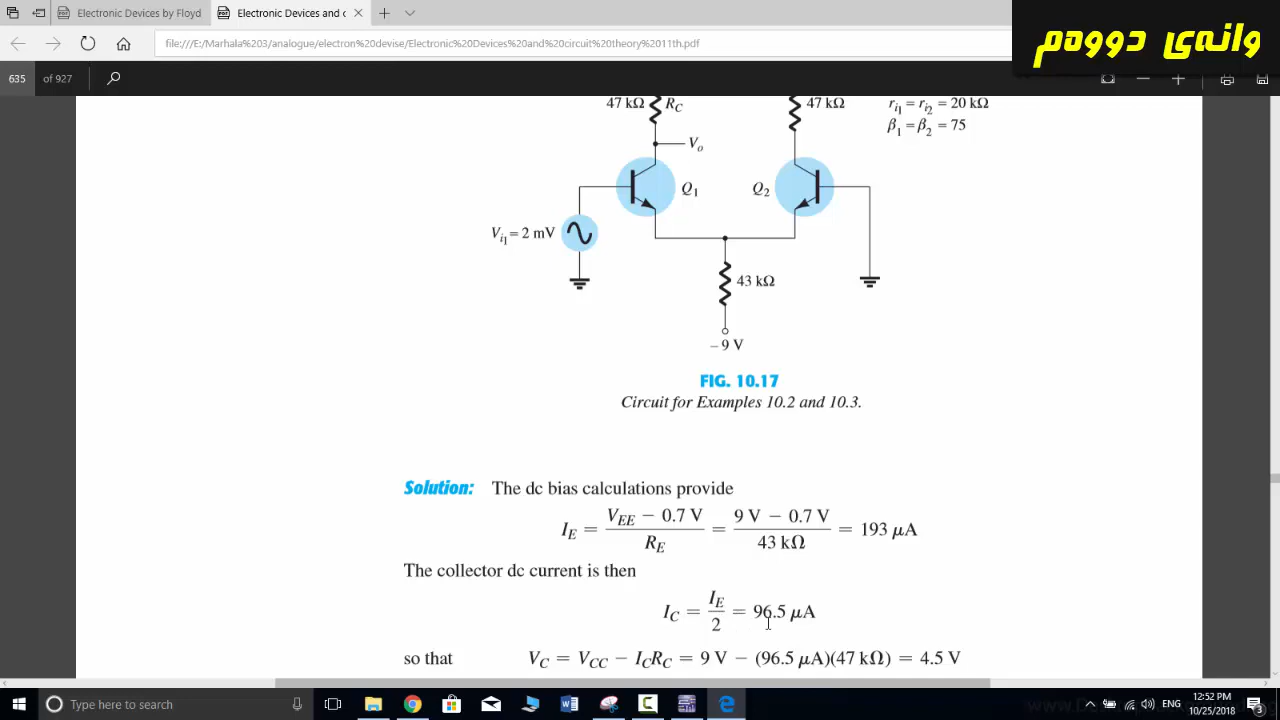 Electronic Devices by Floyd
Electronic Devices and c
وانەی دووەم
file:///E:/Marhala%203/analogue/electron%20devise/Electronic%20Devices%20and%20circuit%20theory%2011th.pdf
635 of 927
47 kΩ R_C
47 kΩ
r_i1 = r_i2 = 20 kΩ
β_1 = β_2 = 75
V_o
Q_1
Q_2
V_i1 = 2 mV
43 kΩ
– 9 V
FIG. 10.17
Circuit for Examples 10.2 and 10.3.
Solution: The dc bias calculations provide
I_E = (V_EE − 0.7 V) / R_E = (9 V − 0.7 V) / 43 kΩ = 193 μA
The collector dc current is then
I_C = I_E / 2 = 96.5 μA
so that V_C = V_CC − I_C R_C = 9 V − (96.5 μA)(47 kΩ) = 4.5 V
Type here to search
ENG
12:52 PM
10/25/2018